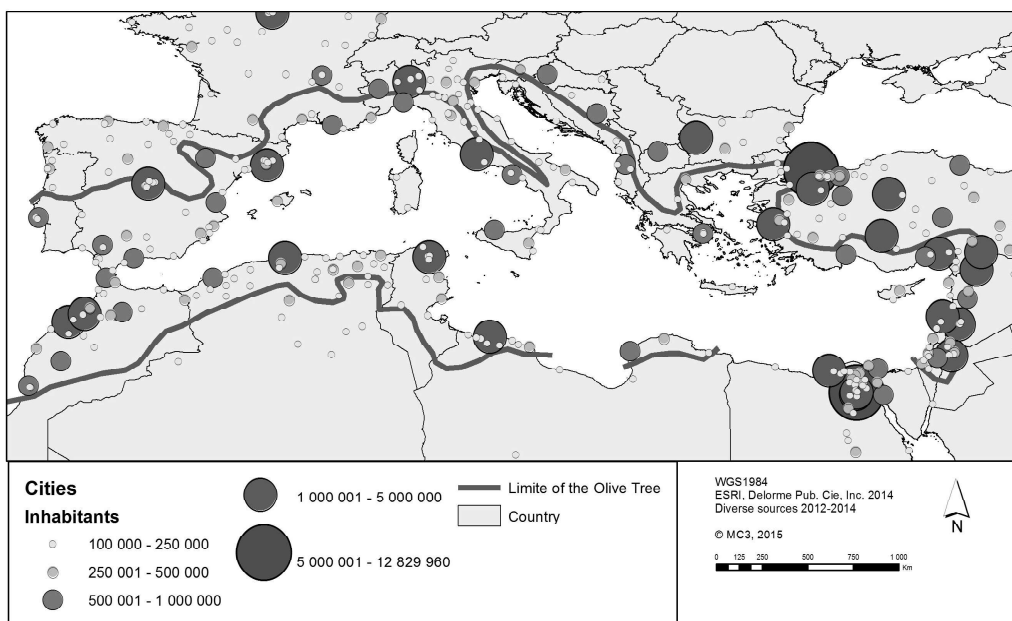 Cities
Inhabitants
100 000 - 250 000
250 001 - 500 000
500 001 - 1 000 000
1 000 001 - 5 000 000
5 000 001 - 12 829 960
Limite of the Olive Tree
Country
WGS1984
ESRI, Delorme Pub. Cie, Inc. 2014
Diverse sources 2012-2014
© MC3, 2015
N
0 125 250 500 750 1 000
Km